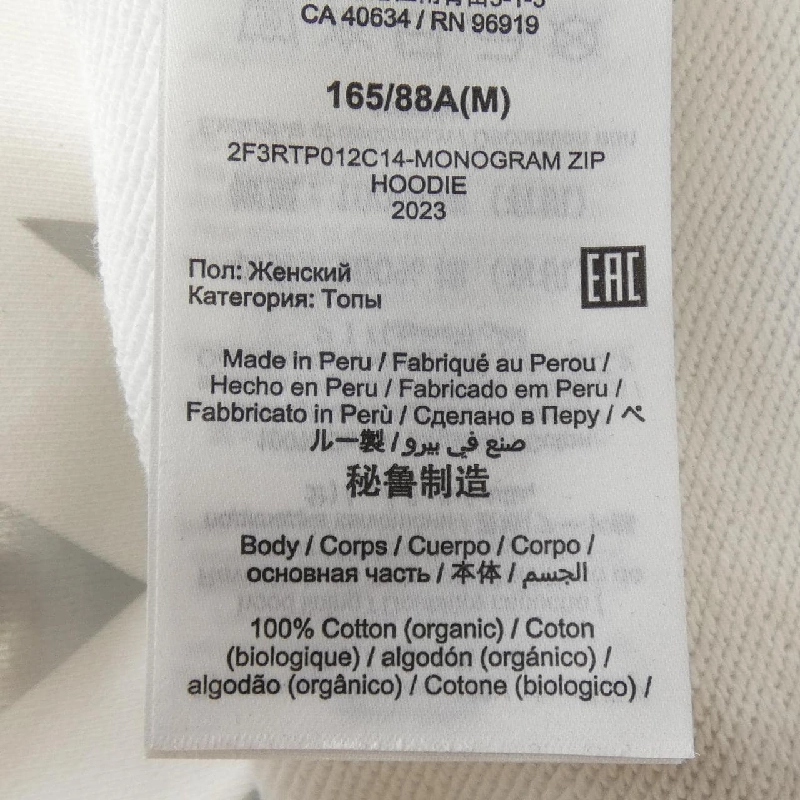 CA 40634 / RN 96919
165/88A(M)
2F3RTP012C14-MONOGRAM ZIP
HOODIE
2023
Пол: Женский
Категория: Топы
EAC
Made in Peru / Fabriqué au Perou /
Hecho en Peru / Fabricado em Peru /
Fabbricato in Perù / Сделано в Перу / ペ
ルー製 / صنع في بيرو
秘鲁制造
Body / Corps / Cuerpo / Corpo /
основная часть / 本体 / الجسم
100% Cotton (organic) / Coton
(biologique) / algodón (orgánico) /
algodão (orgânico) / Cotone (biologico) /